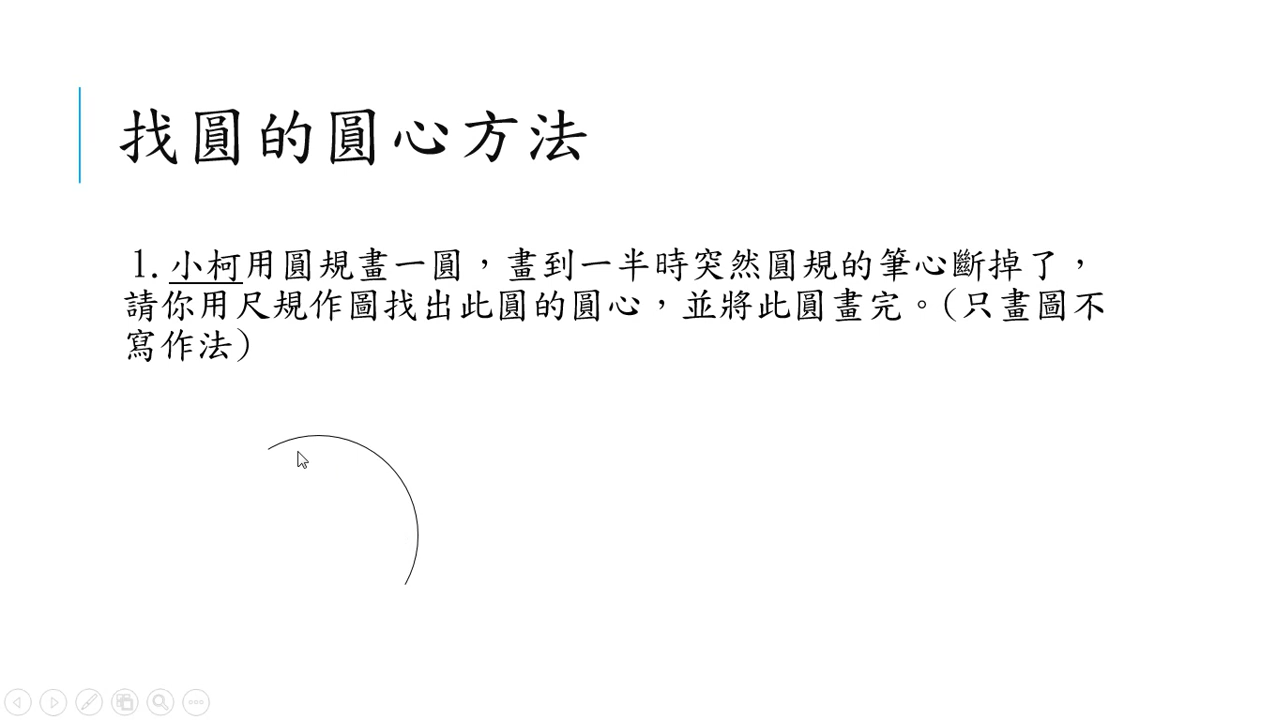 找圓的圓心方法
1.小柯用圓規畫一圓，畫到一半時突然圓規的筆心斷掉了，
請你用尺規作圖找出此圓的圓心，並將此圓畫完。(只畫圖不
寫作法)